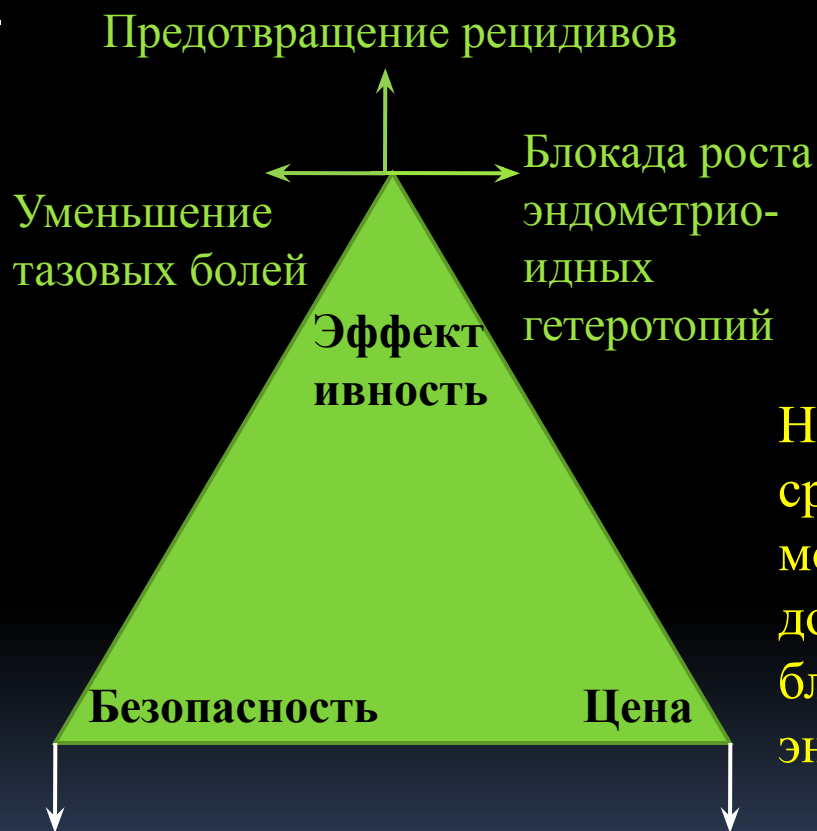 Предотвращение рецидивов
Уменьшение
тазовых болей
Блокада роста
эндометрио-
идных
гетеротопий
Эффект
ивность
Безопасность
Цена